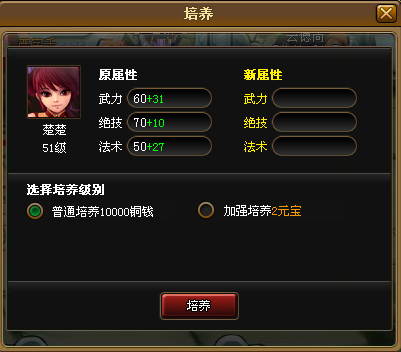 培养
原属性 新属性
武力 60+31 武力
绝技 70+10 绝技
法术 50+27 法术
楚楚
51级
选择培养级别
普通培养10000铜钱 加强培养2元宝
培养